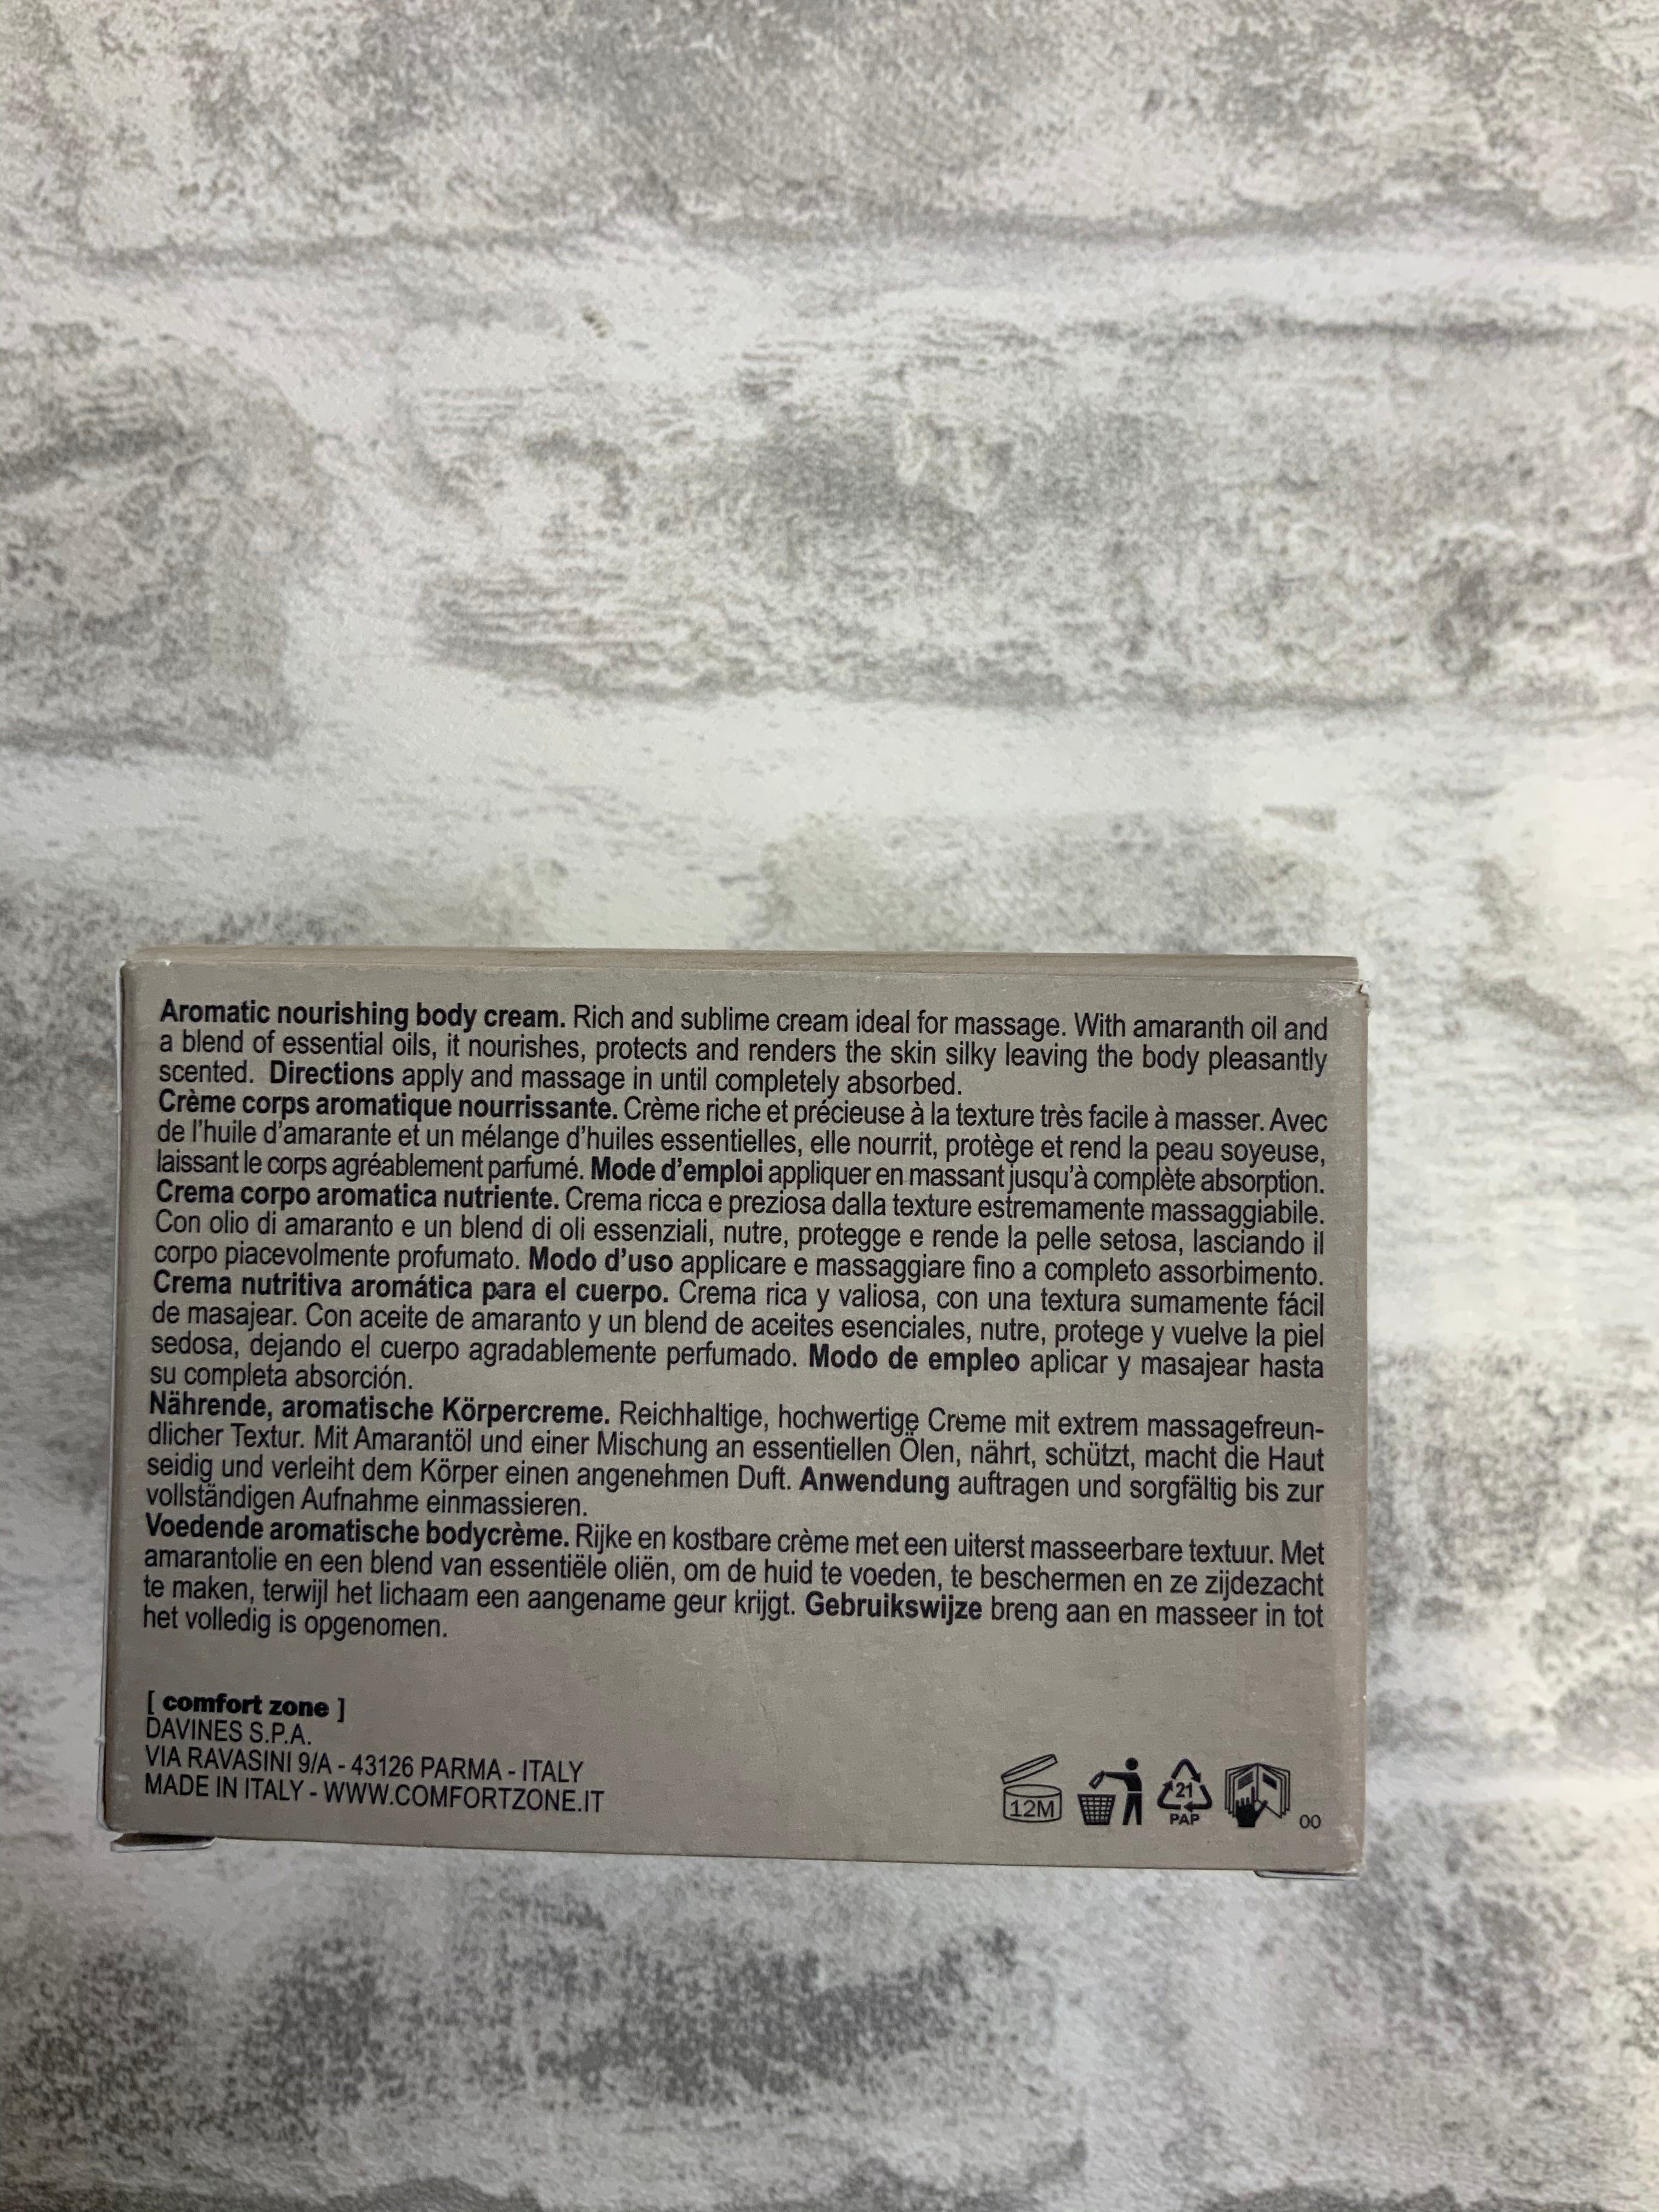 Aromatic nourishing body cream. Rich and sublime cream ideal for massage. With amaranth oil and
a blend of essential oils, it nourishes, protects and renders the skin silky leaving the body pleasantly
scented. Directions apply and massage in until completely absorbed.
Crème corps aromatique nourrissante. Crème riche et précieuse à la texture très facile à masser. Avec
de l'huile d'amarante et un mélange d'huiles essentielles, elle nourrit, protège et rend la peau soyeuse,
laissant le corps agréablement parfumé. Mode d'emploi appliquer en massant jusqu'à complète absorption.
Crema corpo aromatica nutriente. Crema ricca e preziosa dalla texture estremamente massaggiabile.
Con olio di amaranto e un blend di oli essenziali, nutre, protegge e rende la pelle setosa, lasciando il
corpo piacevolmente profumato. Modo d'uso applicare e massaggiare fino a completo assorbimento.
Crema nutritiva aromática para el cuerpo. Crema rica y valiosa, con una textura sumamente fácil
de masajear. Con aceite de amaranto y un blend de aceites esenciales, nutre, protege y vuelve la piel
sedosa, dejando el cuerpo agradablemente perfumado. Modo de empleo aplicar y masajear hasta
su completa absorción.
Nährende, aromatische Körpercreme. Reichhaltige, hochwertige Creme mit extrem massagefreun-
dlicher Textur. Mit Amarantöl und einer Mischung an essentiellen Ölen, nährt, schützt, macht die Haut
seidig und verleiht dem Körper einen angenehmen Duft. Anwendung auftragen und sorgfältig bis zur
vollständigen Aufnahme einmassieren.
Voedende aromatische bodycrème. Rijke en kostbare crème met een uiterst masseerbare textuur. Met
amarantolie en een blend van essentiële oliën, om de huid te voeden, te beschermen en ze zijdezacht
te maken, terwijl het lichaam een aangename geur krijgt. Gebruikswijze breng aan en masseer in tot
het volledig is opgenomen.
[ comfort zone ]
DAVINES S.P.A.
VIA RAVASINI 9/A - 43126 PARMA - ITALY
MADE IN ITALY - WWW.COMFORTZONE.IT
12M
21
PAP
00